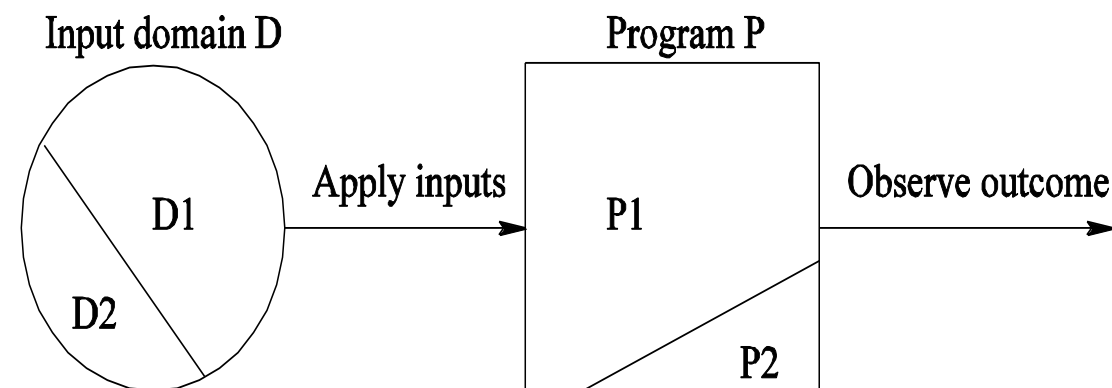 Input domain D
Program P
Apply inputs
Observe outcome
D1
P1
D2
P2